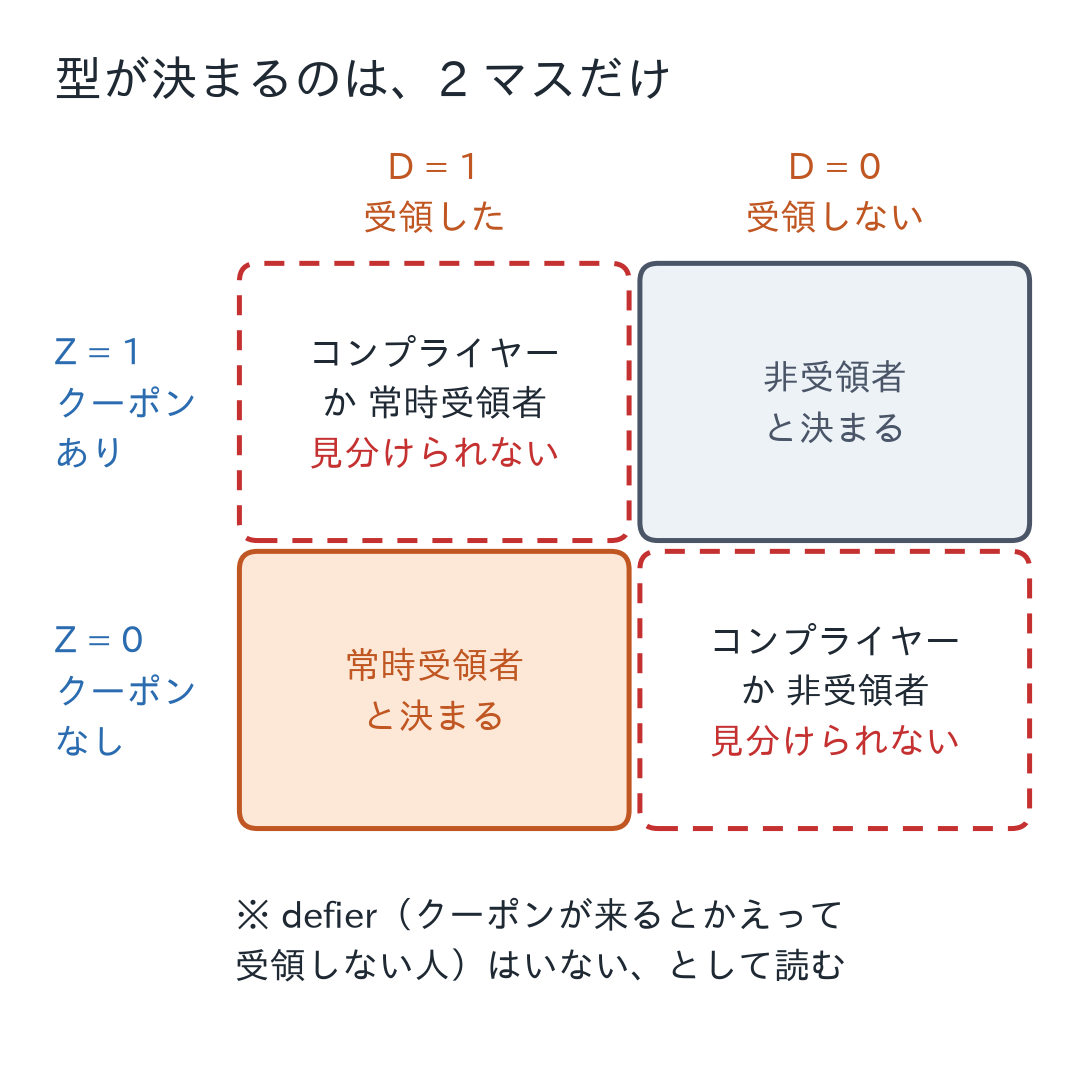 型が決まるのは、2 マスだけ
D = 1
受領した
D = 0
受領しない
Z = 1
クーポン
あり
コンプライヤー
か 常時受領者
見分けられない
非受領者
と決まる
Z = 0
クーポン
なし
常時受領者
と決まる
コンプライヤー
か 非受領者
見分けられない
※ defier（クーポンが来るとかえって
受領しない人）はいない、として読む